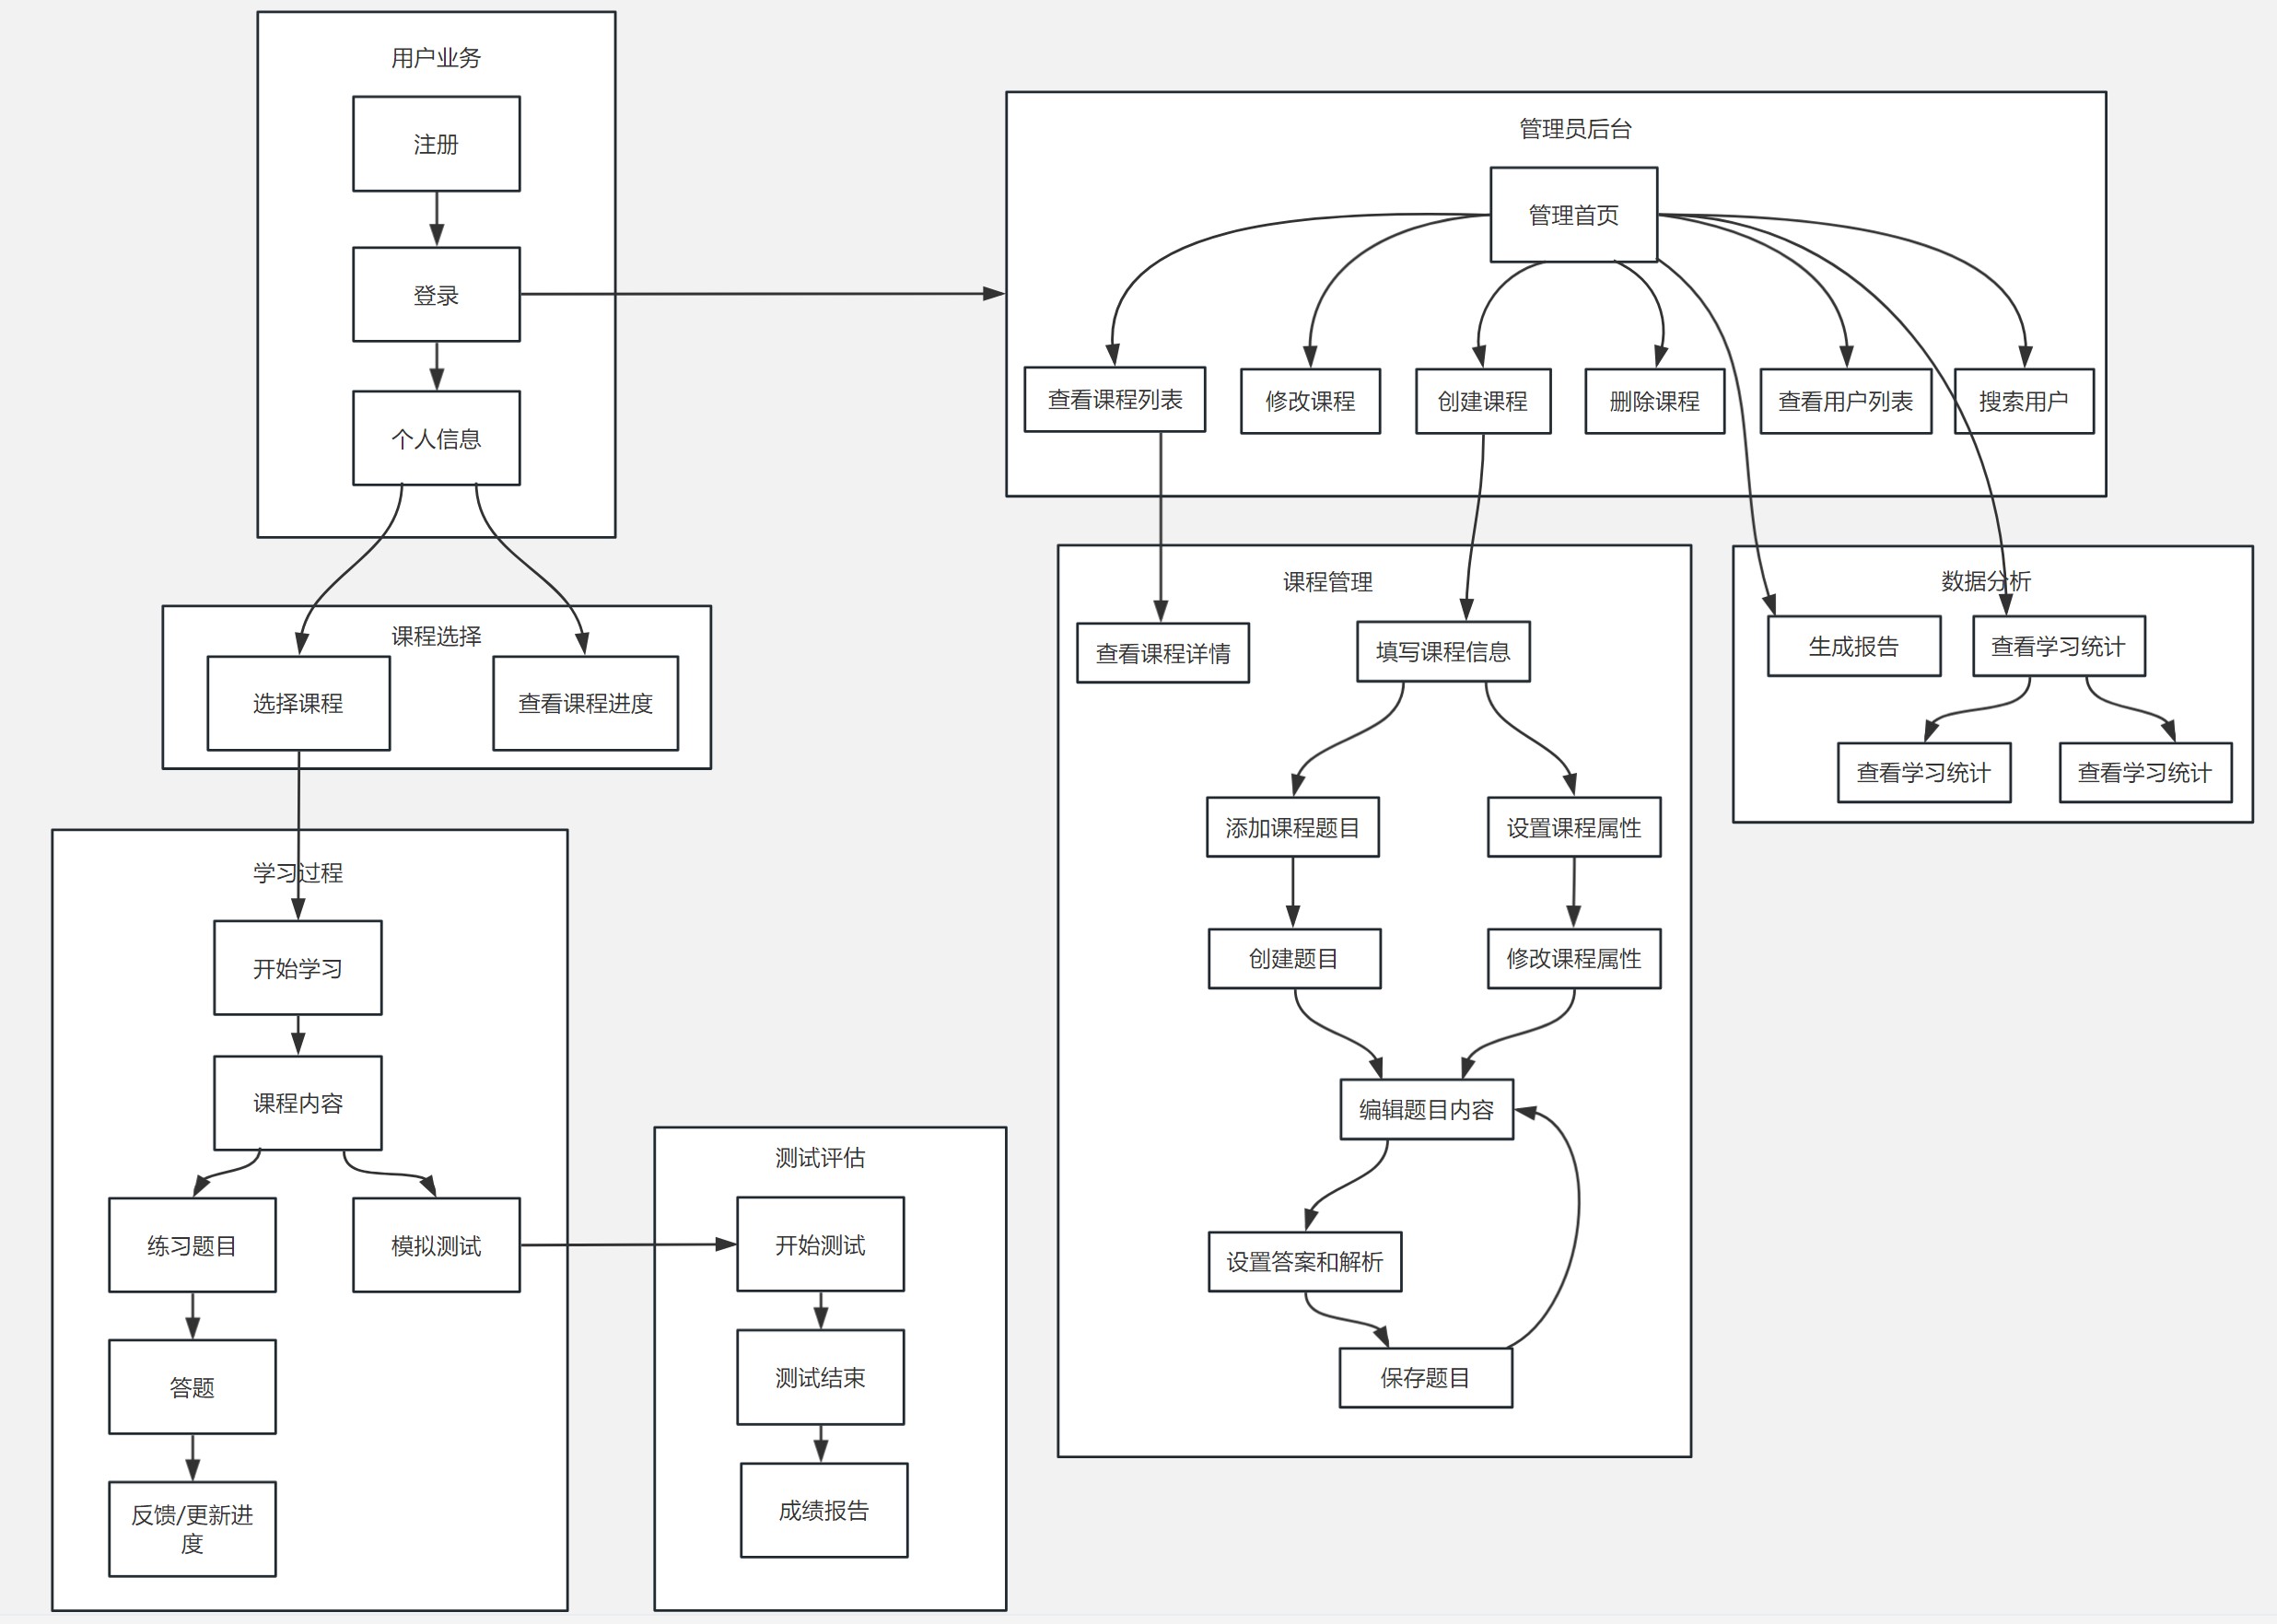 用户业务
注册
登录
个人信息
课程选择
选择课程
查看课程进度
学习过程
开始学习
课程内容
练习题目
模拟测试
答题
反馈/更新进
度
测试评估
开始测试
测试结束
成绩报告
管理员后台
管理首页
查看课程列表
修改课程
创建课程
删除课程
查看用户列表
搜索用户
课程管理
查看课程详情
填写课程信息
添加课程题目
设置课程属性
创建题目
修改课程属性
编辑题目内容
设置答案和解析
保存题目
数据分析
生成报告
查看学习统计
查看学习统计
查看学习统计